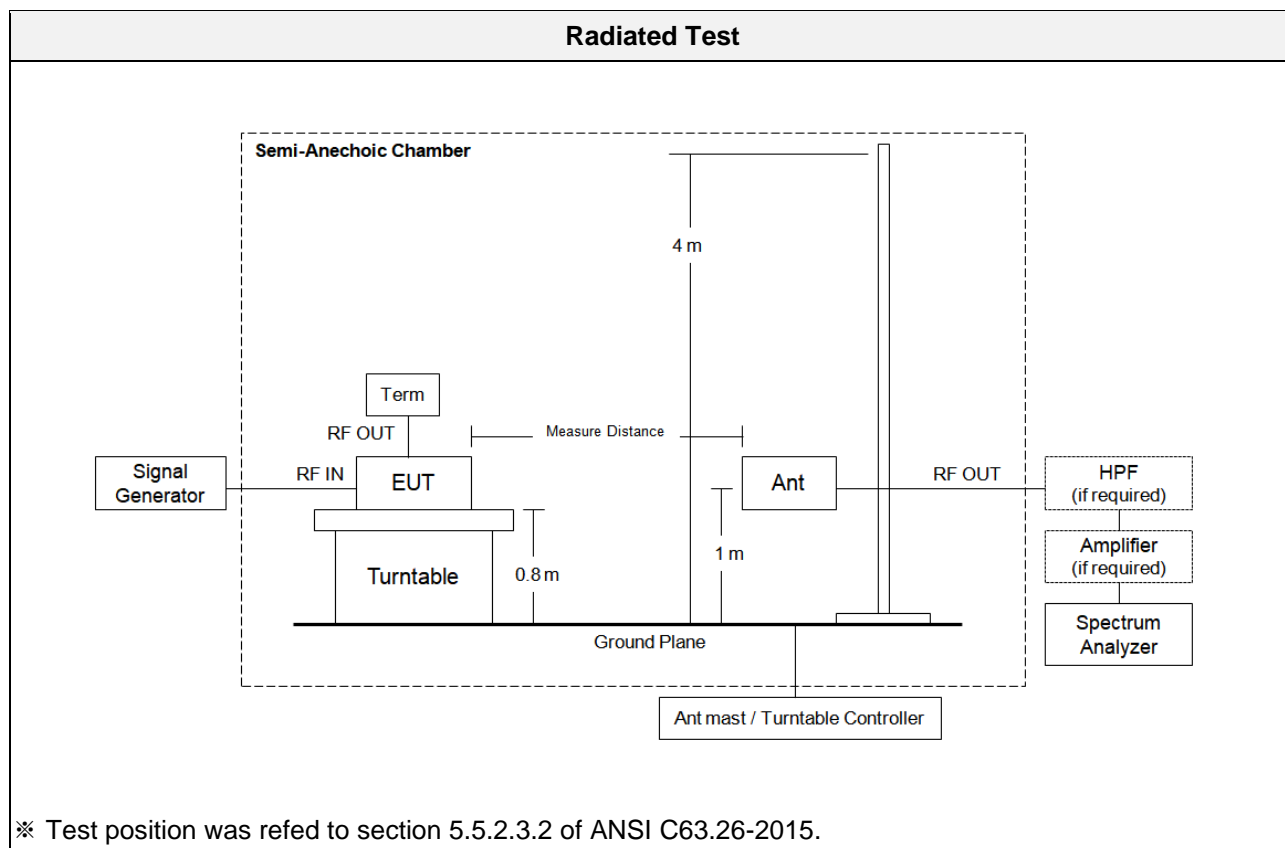 Radiated Test
Semi-Anechoic Chamber
4 m
Term
RF OUT
Measure Distance
Signal
Generator
RF IN
EUT
Ant
RF OUT
HPF
(if required)
Turntable
0.8 m
1 m
Amplifier
(if required)
Spectrum
Analyzer
Ground Plane
Ant mast / Turntable Controller
※ Test position was refed to section 5.5.2.3.2 of ANSI C63.26-2015.